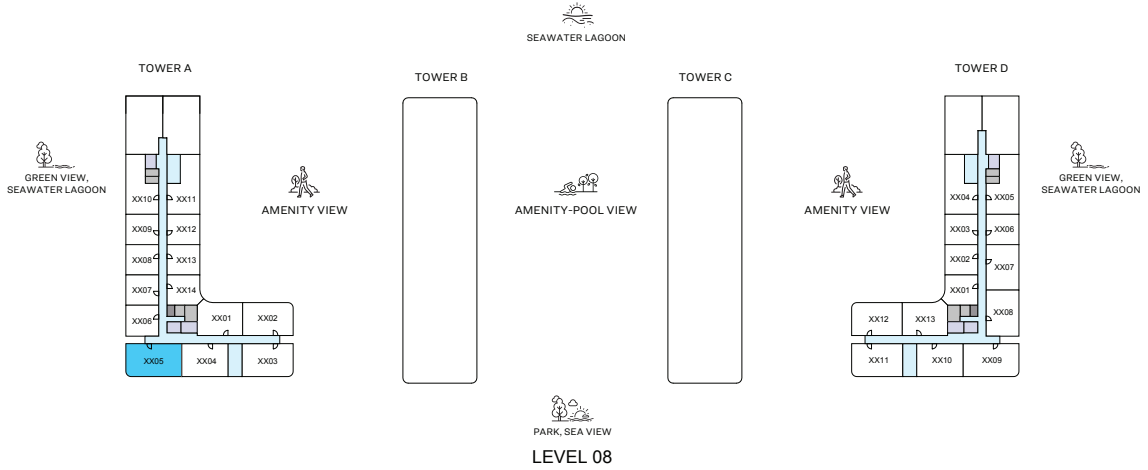 SEAWATER LAGOON
TOWER A
TOWER B
TOWER C
TOWER D
GREEN VIEW,
SEAWATER LAGOON
AMENITY VIEW
AMENITY-POOL VIEW
AMENITY VIEW
GREEN VIEW,
SEAWATER LAGOON
XX10 XX11
XX09 XX12
XX08 XX13
XX07 XX14
XX06 XX01 XX02
XX05 XX04 XX03
XX04 XX05
XX03 XX06
XX02 XX07
XX01
XX12 XX13 XX08
XX11 XX10 XX09
PARK, SEA VIEW
LEVEL 08